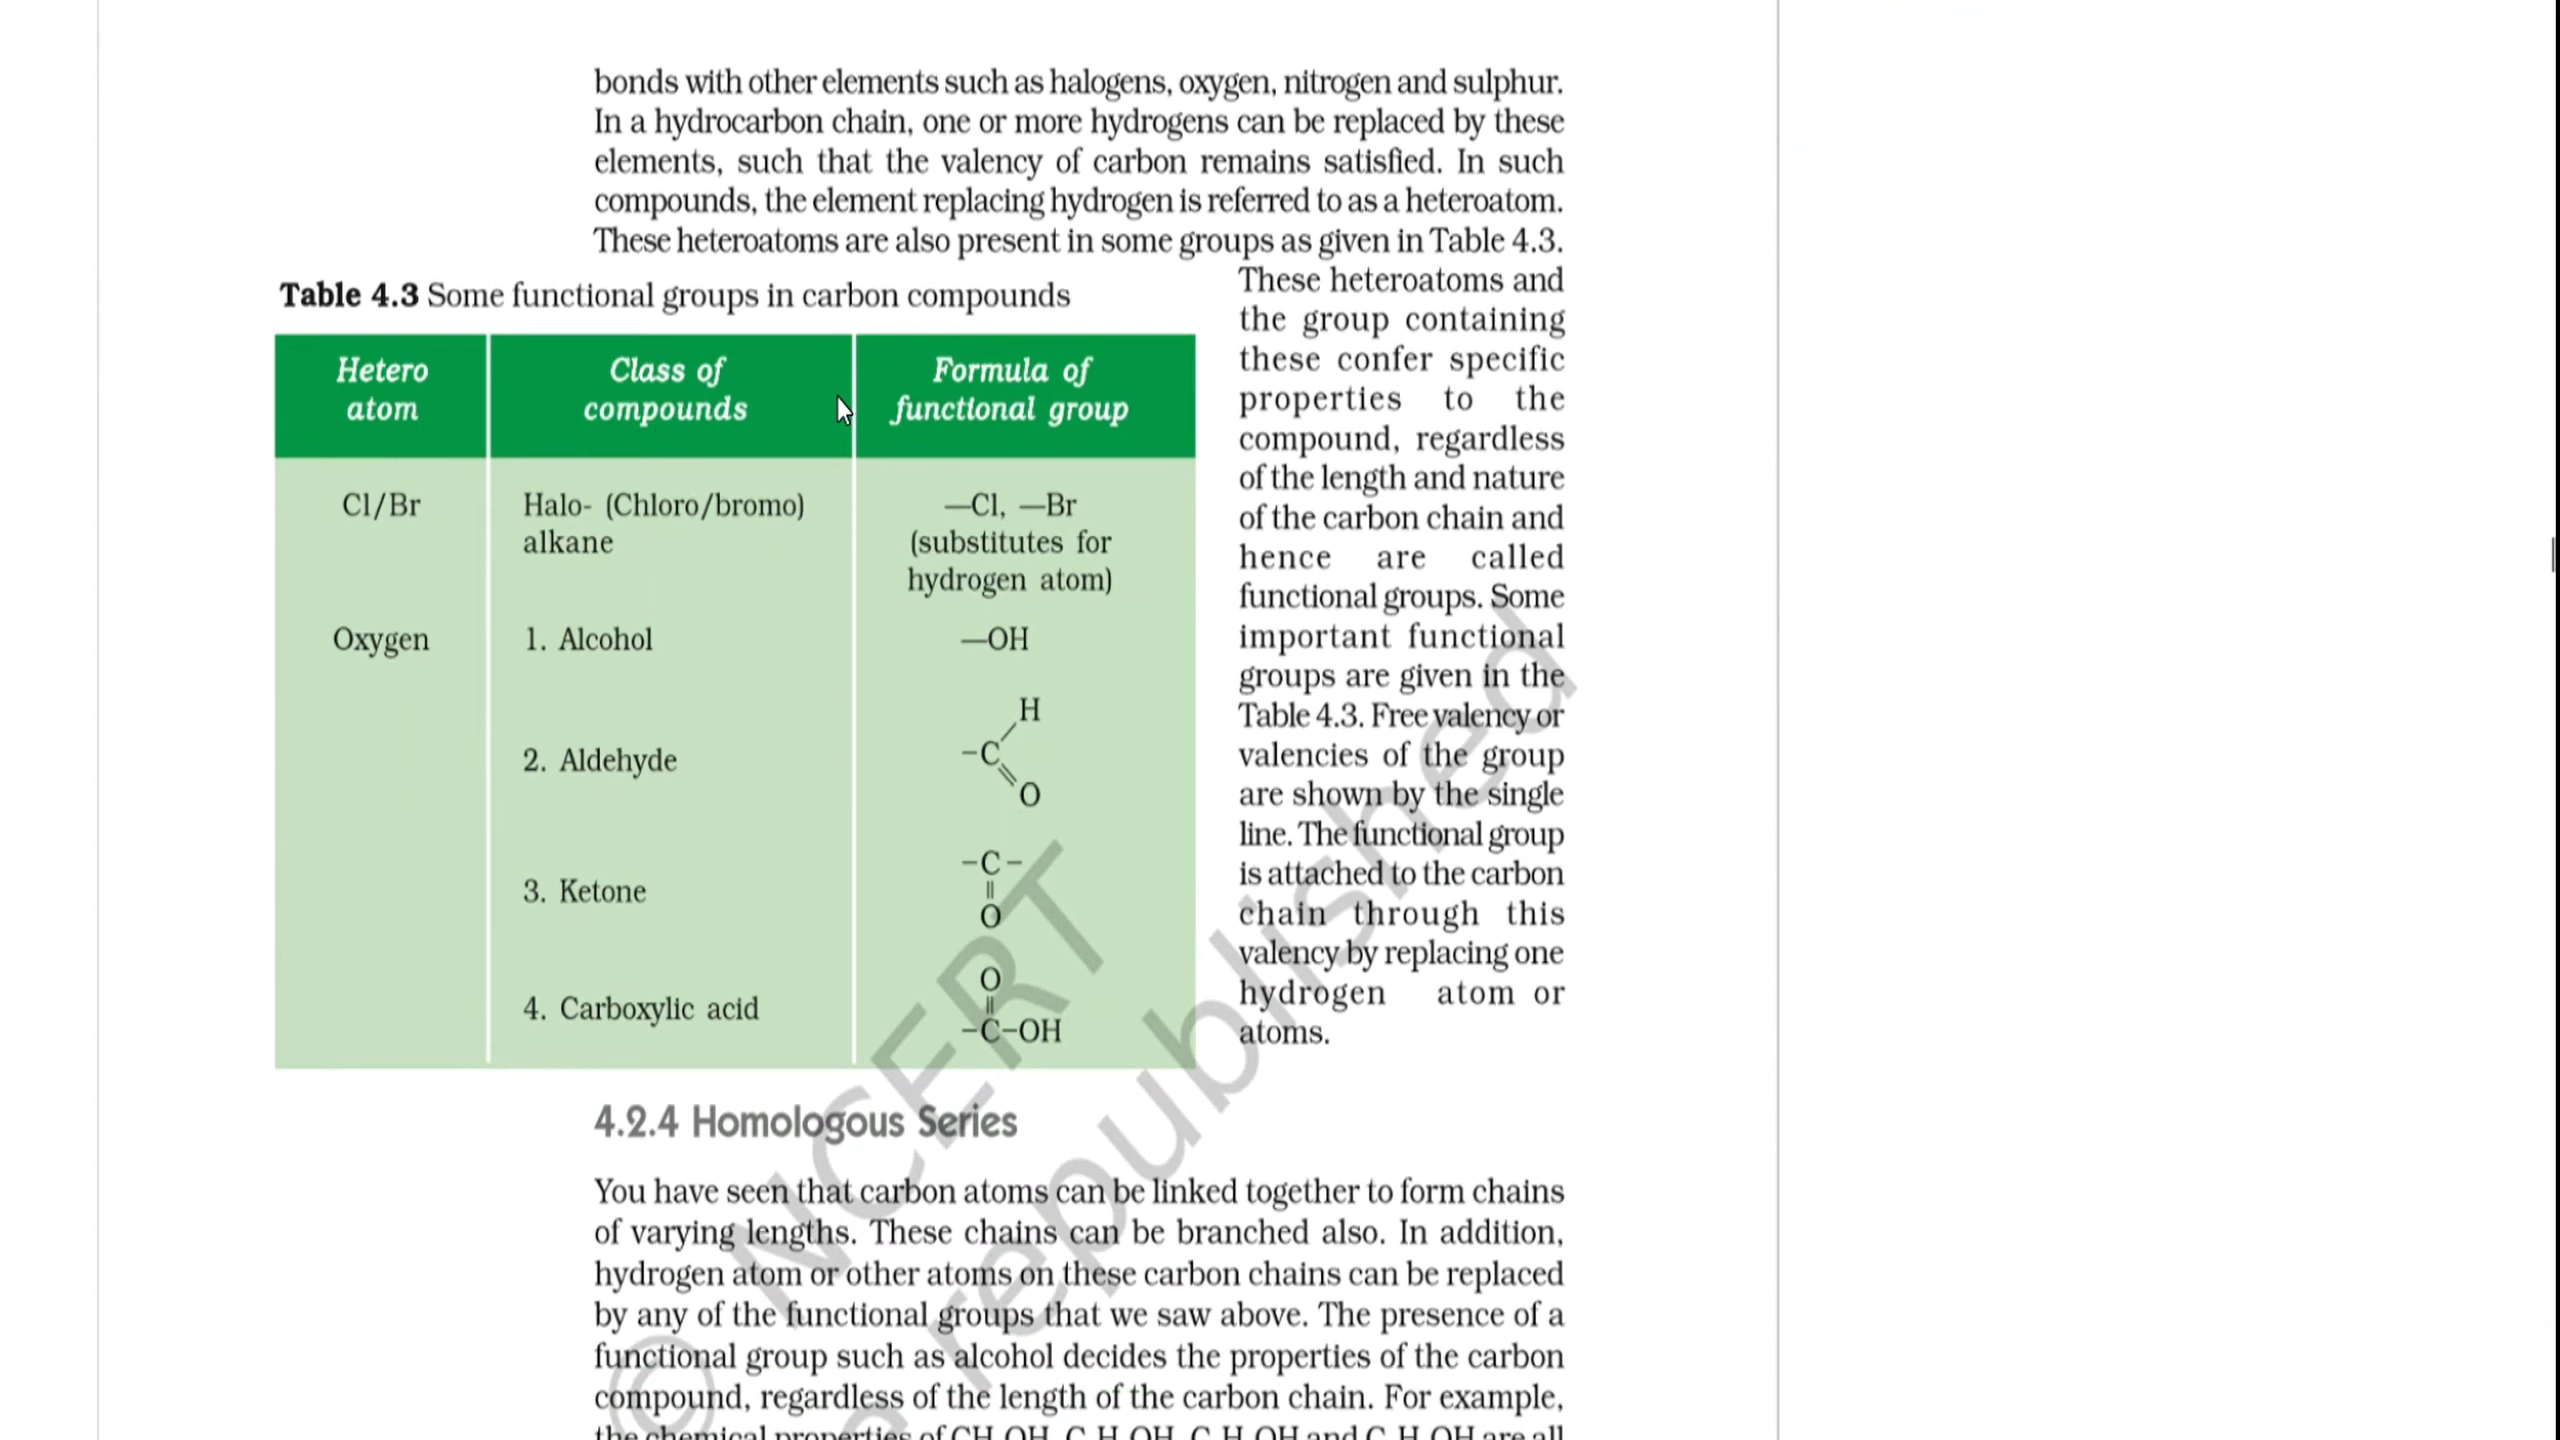 bonds with other elements such as halogens, oxygen, nitrogen and sulphur.
In a hydrocarbon chain, one or more hydrogens can be replaced by these
elements, such that the valency of carbon remains satisfied. In such
compounds, the element replacing hydrogen is referred to as a heteroatom.
These heteroatoms are also present in some groups as given in Table 4.3.
Table 4.3 Some functional groups in carbon compounds
Hetero atom
Class of compounds
Formula of functional group
Cl/Br
Halo- (Chloro/bromo)
alkane
—Cl, —Br
(substitutes for
hydrogen atom)
Oxygen
1. Alcohol
—OH
2. Aldehyde
H
–C
O
3. Ketone
–C–
||
O
4. Carboxylic acid
O
||
–C–OH
These heteroatoms and
the group containing
these confer specific
properties to the
compound, regardless
of the length and nature
of the carbon chain and
hence are called
functional groups. Some
important functional
groups are given in the
Table 4.3. Free valency or
valencies of the group
are shown by the single
line. The functional group
is attached to the carbon
chain through this
valency by replacing one
hydrogen atom or
atoms.
4.2.4 Homologous Series
You have seen that carbon atoms can be linked together to form chains
of varying lengths. These chains can be branched also. In addition,
hydrogen atom or other atoms on these carbon chains can be replaced
by any of the functional groups that we saw above. The presence of a
functional group such as alcohol decides the properties of the carbon
compound, regardless of the length of the carbon chain. For example,
the chemical properties of CH OH, C H OH, C H OH and C H OH are all
© NCERT
republished